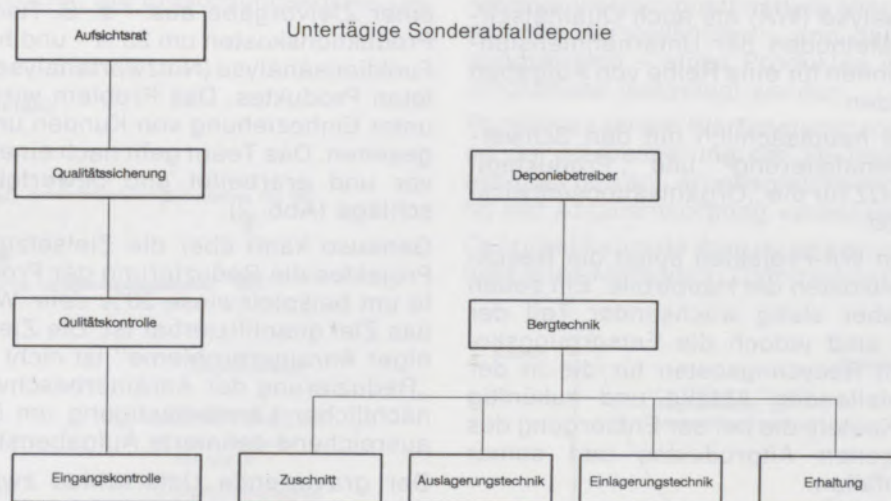 Aufsichtsrat
Untertägige Sonderabfalldeponie
Qualitätssicherung
Deponiebetreiber
Qulitätskontrolle
Bergtechnik
Eingangskontrolle
Zuschnitt
Auslagerungstechnik
Einlagerungstechnik
Erhaltung